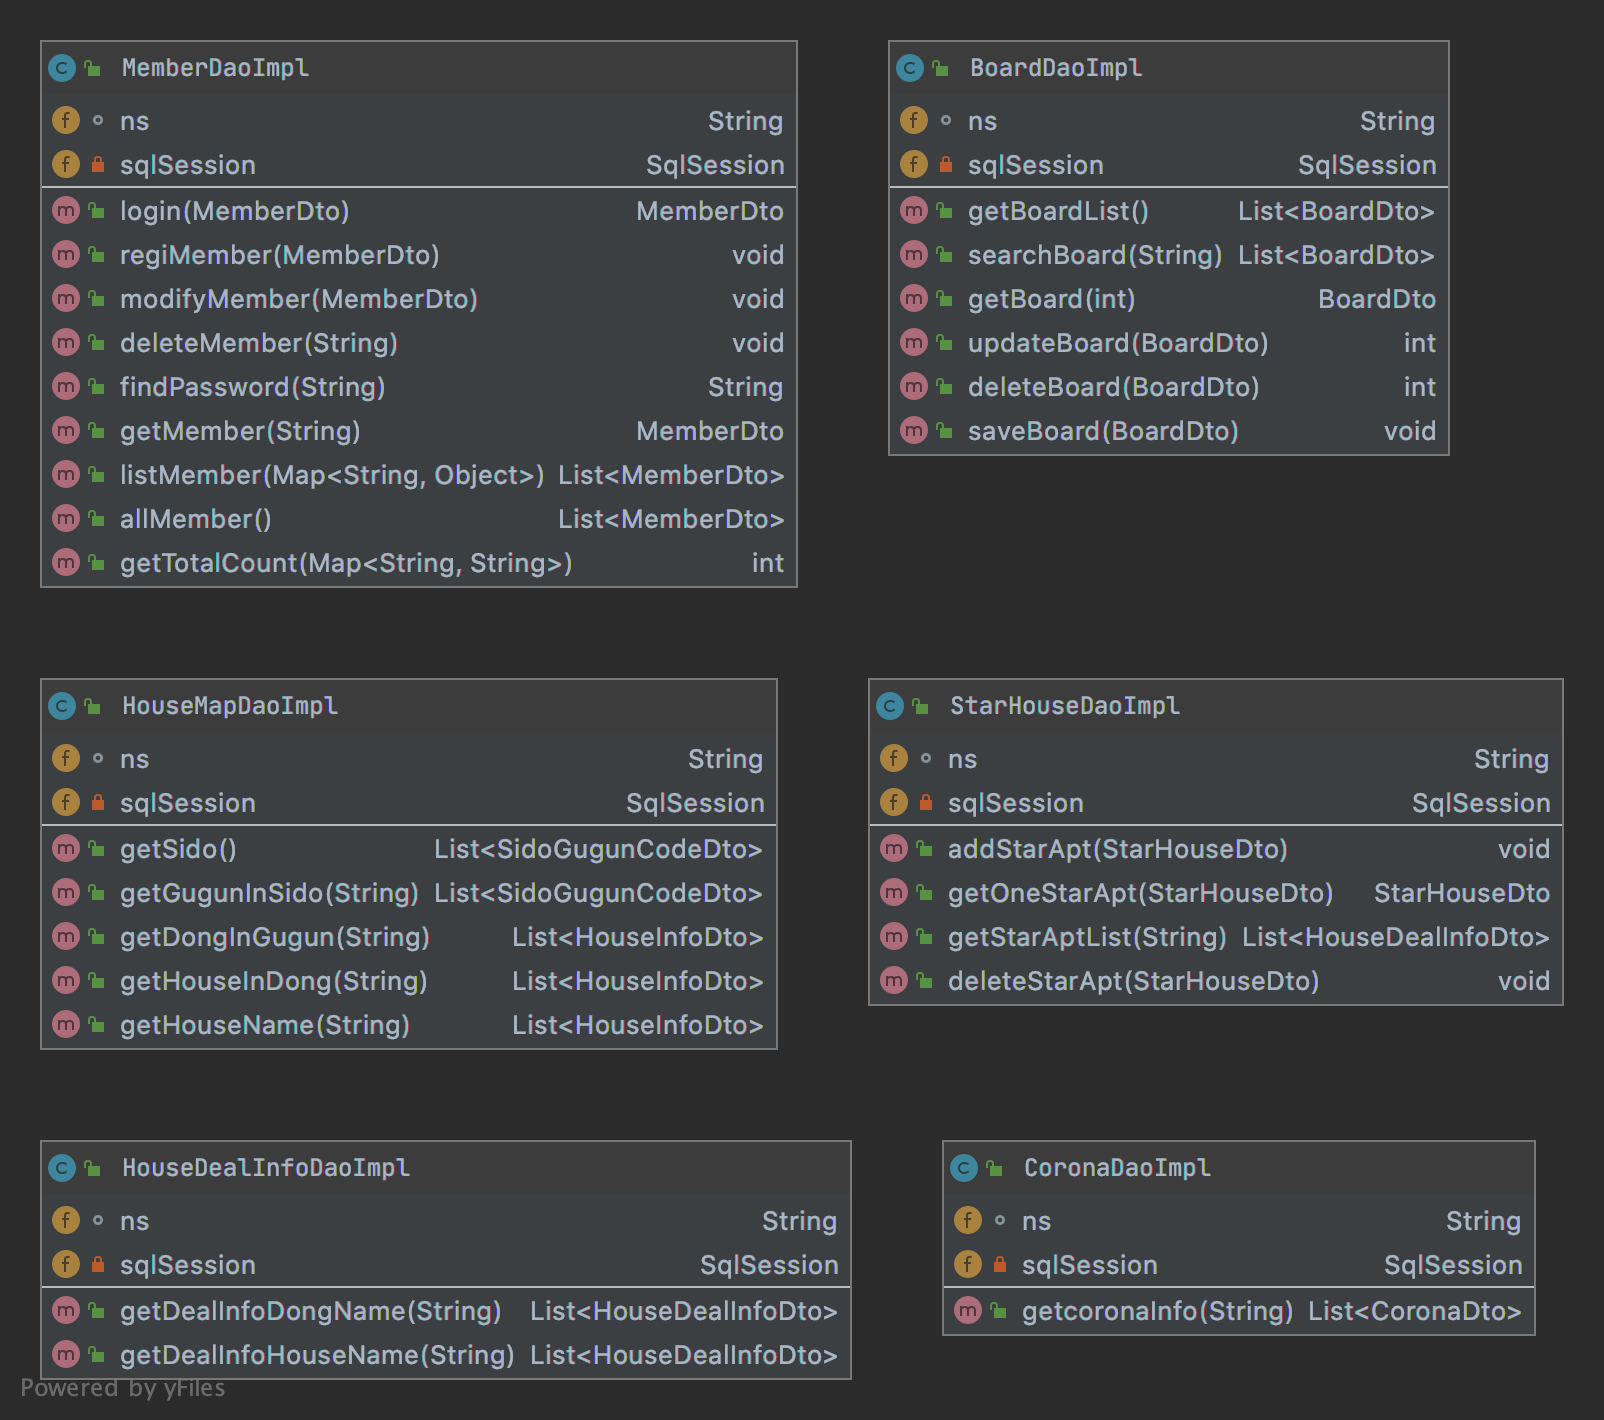 MemberDaoImpl
ns String
sqlSession SqlSession
login(MemberDto) MemberDto
regiMember(MemberDto) void
modifyMember(MemberDto) void
deleteMember(String) void
findPassword(String) String
getMember(String) MemberDto
listMember(Map<String, Object>) List<MemberDto>
allMember() List<MemberDto>
getTotalCount(Map<String, String>) int
BoardDaoImpl
ns String
sqlSession SqlSession
getBoardList() List<BoardDto>
searchBoard(String) List<BoardDto>
getBoard(int) BoardDto
updateBoard(BoardDto) int
deleteBoard(BoardDto) int
saveBoard(BoardDto) void
HouseMapDaoImpl
ns String
sqlSession SqlSession
getSido() List<SidoGugunCodeDto>
getGugunInSido(String) List<SidoGugunCodeDto>
getDongInGugun(String) List<HouseInfoDto>
getHouseInDong(String) List<HouseInfoDto>
getHouseName(String) List<HouseInfoDto>
StarHouseDaoImpl
ns String
sqlSession SqlSession
addStarApt(StarHouseDto) void
getOneStarApt(StarHouseDto) StarHouseDto
getStarAptList(String) List<HouseDealInfoDto>
deleteStarApt(StarHouseDto) void
HouseDealInfoDaoImpl
ns String
sqlSession SqlSession
getDealInfoDongName(String) List<HouseDealInfoDto>
getDealInfoHouseName(String) List<HouseDealInfoDto>
CoronaDaoImpl
ns String
sqlSession SqlSession
getcoronaInfo(String) List<CoronaDto>
Powered by yFiles